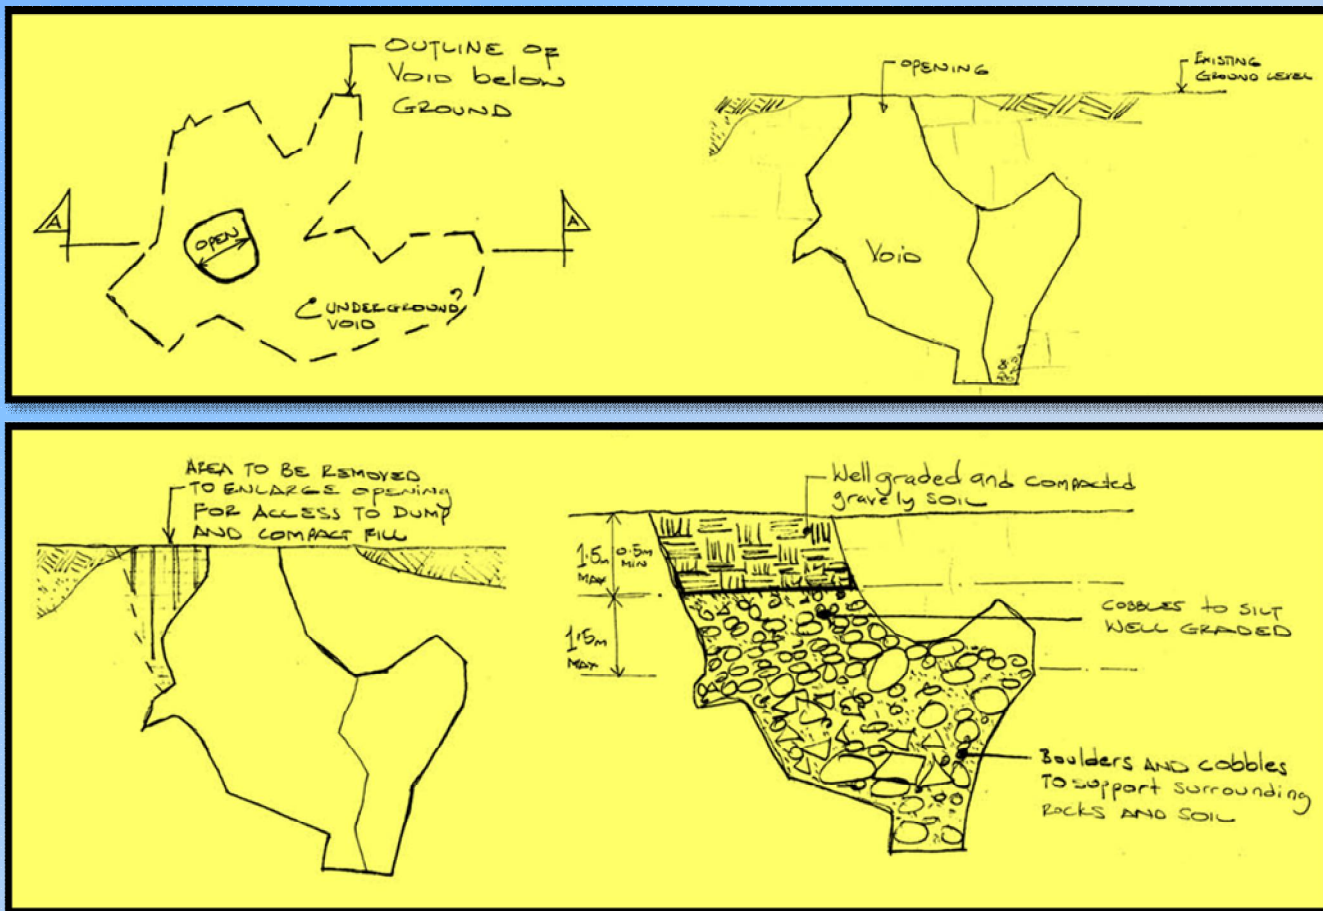 OUTLINE OF
VOID below
GROUND
A
A
OPEN
UNDERGROUND
VOID
?
OPENING
EXISTING
GROUND LEVEL
VOID
AREA TO BE REMOVED
TO ENLARGE OPENING
FOR ACCESS TO DUMP
AND COMPACT FILL
Well graded and compacted
gravely SOIL
1.5m
MAX
0.5m
MIN
1.5m
MAX
COBBLES TO SILT
WELL GRADED
Boulders AND cobbles
TO support surrounding
ROCKS AND SOIL